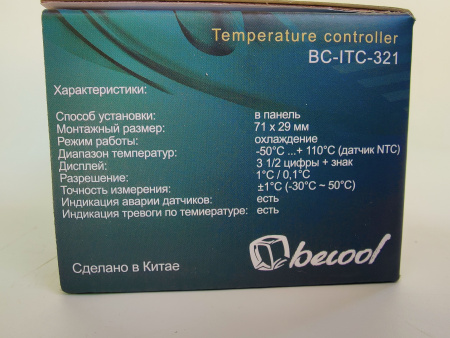 Temperature controller
BC-ITC-321
Характеристики:
Способ установки: в панель
Монтажный размер: 71 x 29 мм
Режим работы: охлаждение
Диапазон температур: -50°C ...+ 110°C (датчик NTC)
Дисплей: 3 1/2 цифры + знак
Разрешение: 1°C / 0,1°C
Точность измерения: ±1°C (-30°C ~ 50°C)
Индикация аварии датчиков: есть
Индикация тревоги по темиературе: есть
becool
Сделано в Китае